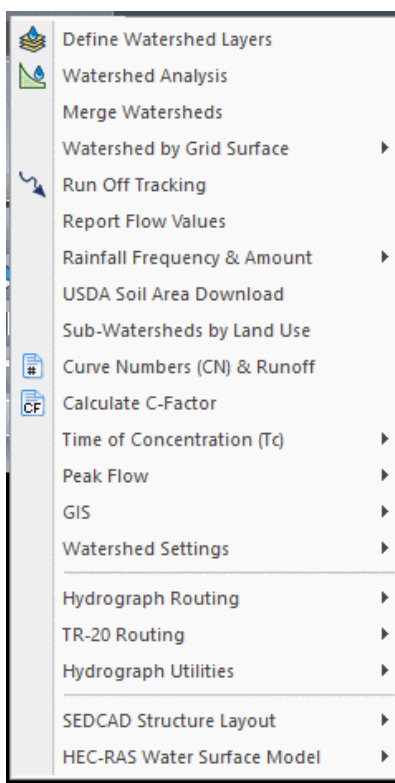 Define Watershed Layers
Watershed Analysis
Merge Watersheds
Watershed by Grid Surface
Run Off Tracking
Report Flow Values
Rainfall Frequency & Amount
USDA Soil Area Download
Sub-Watersheds by Land Use
#
Curve Numbers (CN) & Runoff
CF
Calculate C-Factor
Time of Concentration (Tc)
Peak Flow
GIS
Watershed Settings
Hydrograph Routing
TR-20 Routing
Hydrograph Utilities
SEDCAD Structure Layout
HEC-RAS Water Surface Model